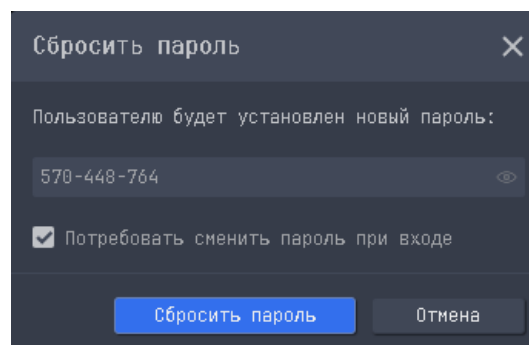 Сбросить пароль
Пользователю будет установлен новый пароль:
570-448-764
Потребовать сменить пароль при входе
Сбросить пароль
Отмена